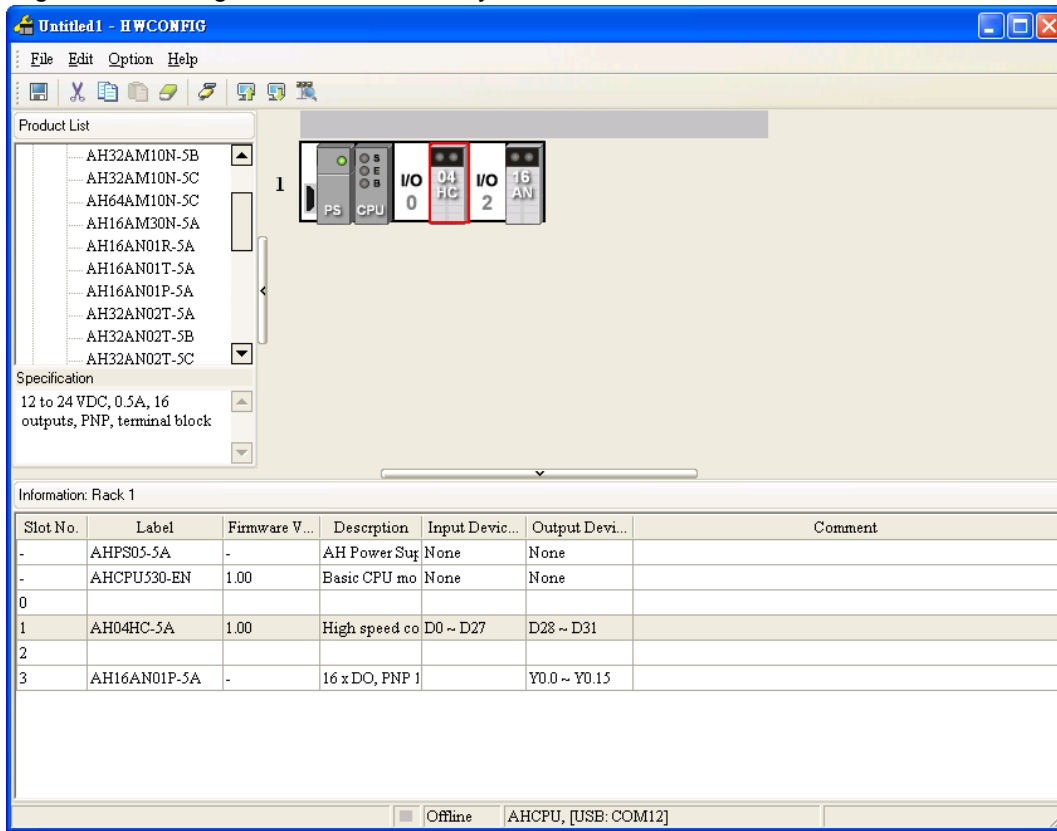 Untitled1 - HWCONFIG
File Edit Option Help
Product List
AH32AM10N-5B
AH32AM10N-5C
AH64AM10N-5C
AH16AM30N-5A
AH16AN01R-5A
AH16AN01T-5A
AH16AN01P-5A
AH32AN02T-5A
AH32AN02T-5B
AH32AN02T-5C
1
PS
S
E
B
CPU
I/O
0
04
HC
I/O
2
16
AN
Specification
12 to 24 VDC, 0.5A, 16
outputs, PNP, terminal block
Information: Rack 1
Slot No. Label Firmware V... Descrption Input Devic... Output Devi... Comment
- AHPS05-5A - AH Power Sup None None
- AHCPU530-EN 1.00 Basic CPU mo None None
0
1 AH04HC-5A 1.00 High speed co D0 ~ D27 D28 ~ D31
2
3 AH16AN01P-5A - 16 x DO, PNP 1 Y0.0 ~ Y0.15
Offline AHCPU, [USB: COM12]